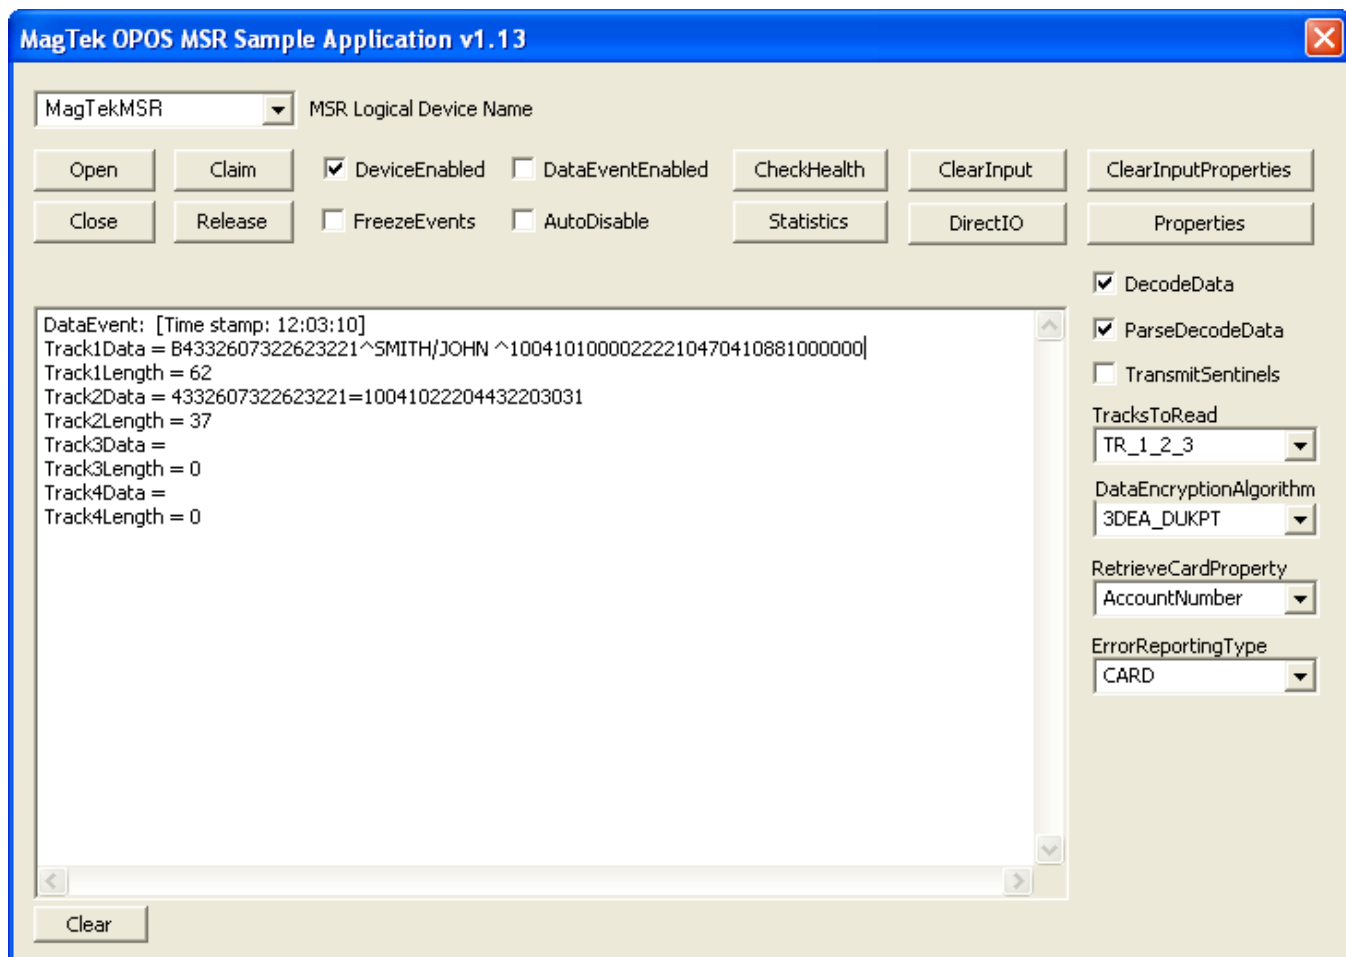 MagTek OPOS MSR Sample Application v1.13
MagTekMSR MSR Logical Device Name
Open Claim DeviceEnabled DataEventEnabled CheckHealth ClearInput ClearInputProperties
Close Release FreezeEvents AutoDisable Statistics DirectIO Properties
DecodeData
ParseDecodeData
TransmitSentinels
TracksToRead
TR_1_2_3
DataEncryptionAlgorithm
3DEA_DUKPT
RetrieveCardProperty
AccountNumber
ErrorReportingType
CARD
DataEvent: [Time stamp: 12:03:10]
Track1Data = B4332607322623221^SMITH/JOHN ^1004101000022221047041088​1000000
Track1Length = 62
Track2Data = 4332607322623221=10041022204432203031
Track2Length = 37
Track3Data =
Track3Length = 0
Track4Data =
Track4Length = 0
Clear